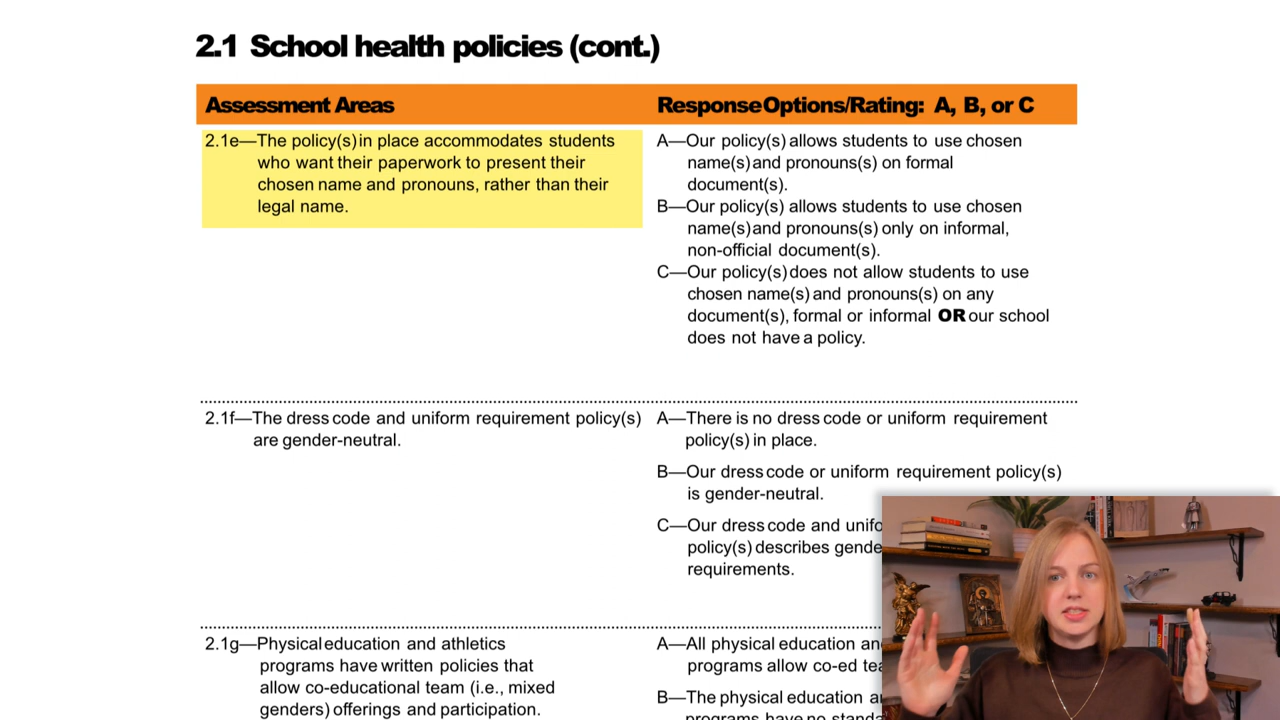 2.1 School health policies (cont.)
Assessment Areas
Response Options/Rating: A, B, or C
2.1e—The policy(s) in place accommodates students
who want their paperwork to present their
chosen name and pronouns, rather than their
legal name.
A—Our policy(s) allows students to use chosen
name(s) and pronouns(s) on formal
document(s).
B—Our policy(s) allows students to use chosen
name(s) and pronouns(s) only on informal,
non-official document(s).
C—Our policy(s) does not allow students to use
chosen name(s) and pronouns(s) on any
document(s), formal or informal OR our school
does not have a policy.
2.1f—The dress code and uniform requirement policy(s)
are gender-neutral.
A—There is no dress code or uniform requirement
policy(s) in place.
B—Our dress code or uniform requirement policy(s)
is gender-neutral.
C—Our dress code and unifo
policy(s) describes gende
requirements.
2.1g—Physical education and athletics
programs have written policies that
allow co-educational team (i.e., mixed
genders) offerings and participation.
A—All physical education an
programs allow co-ed tea
B—The physical education a
programs have no standa